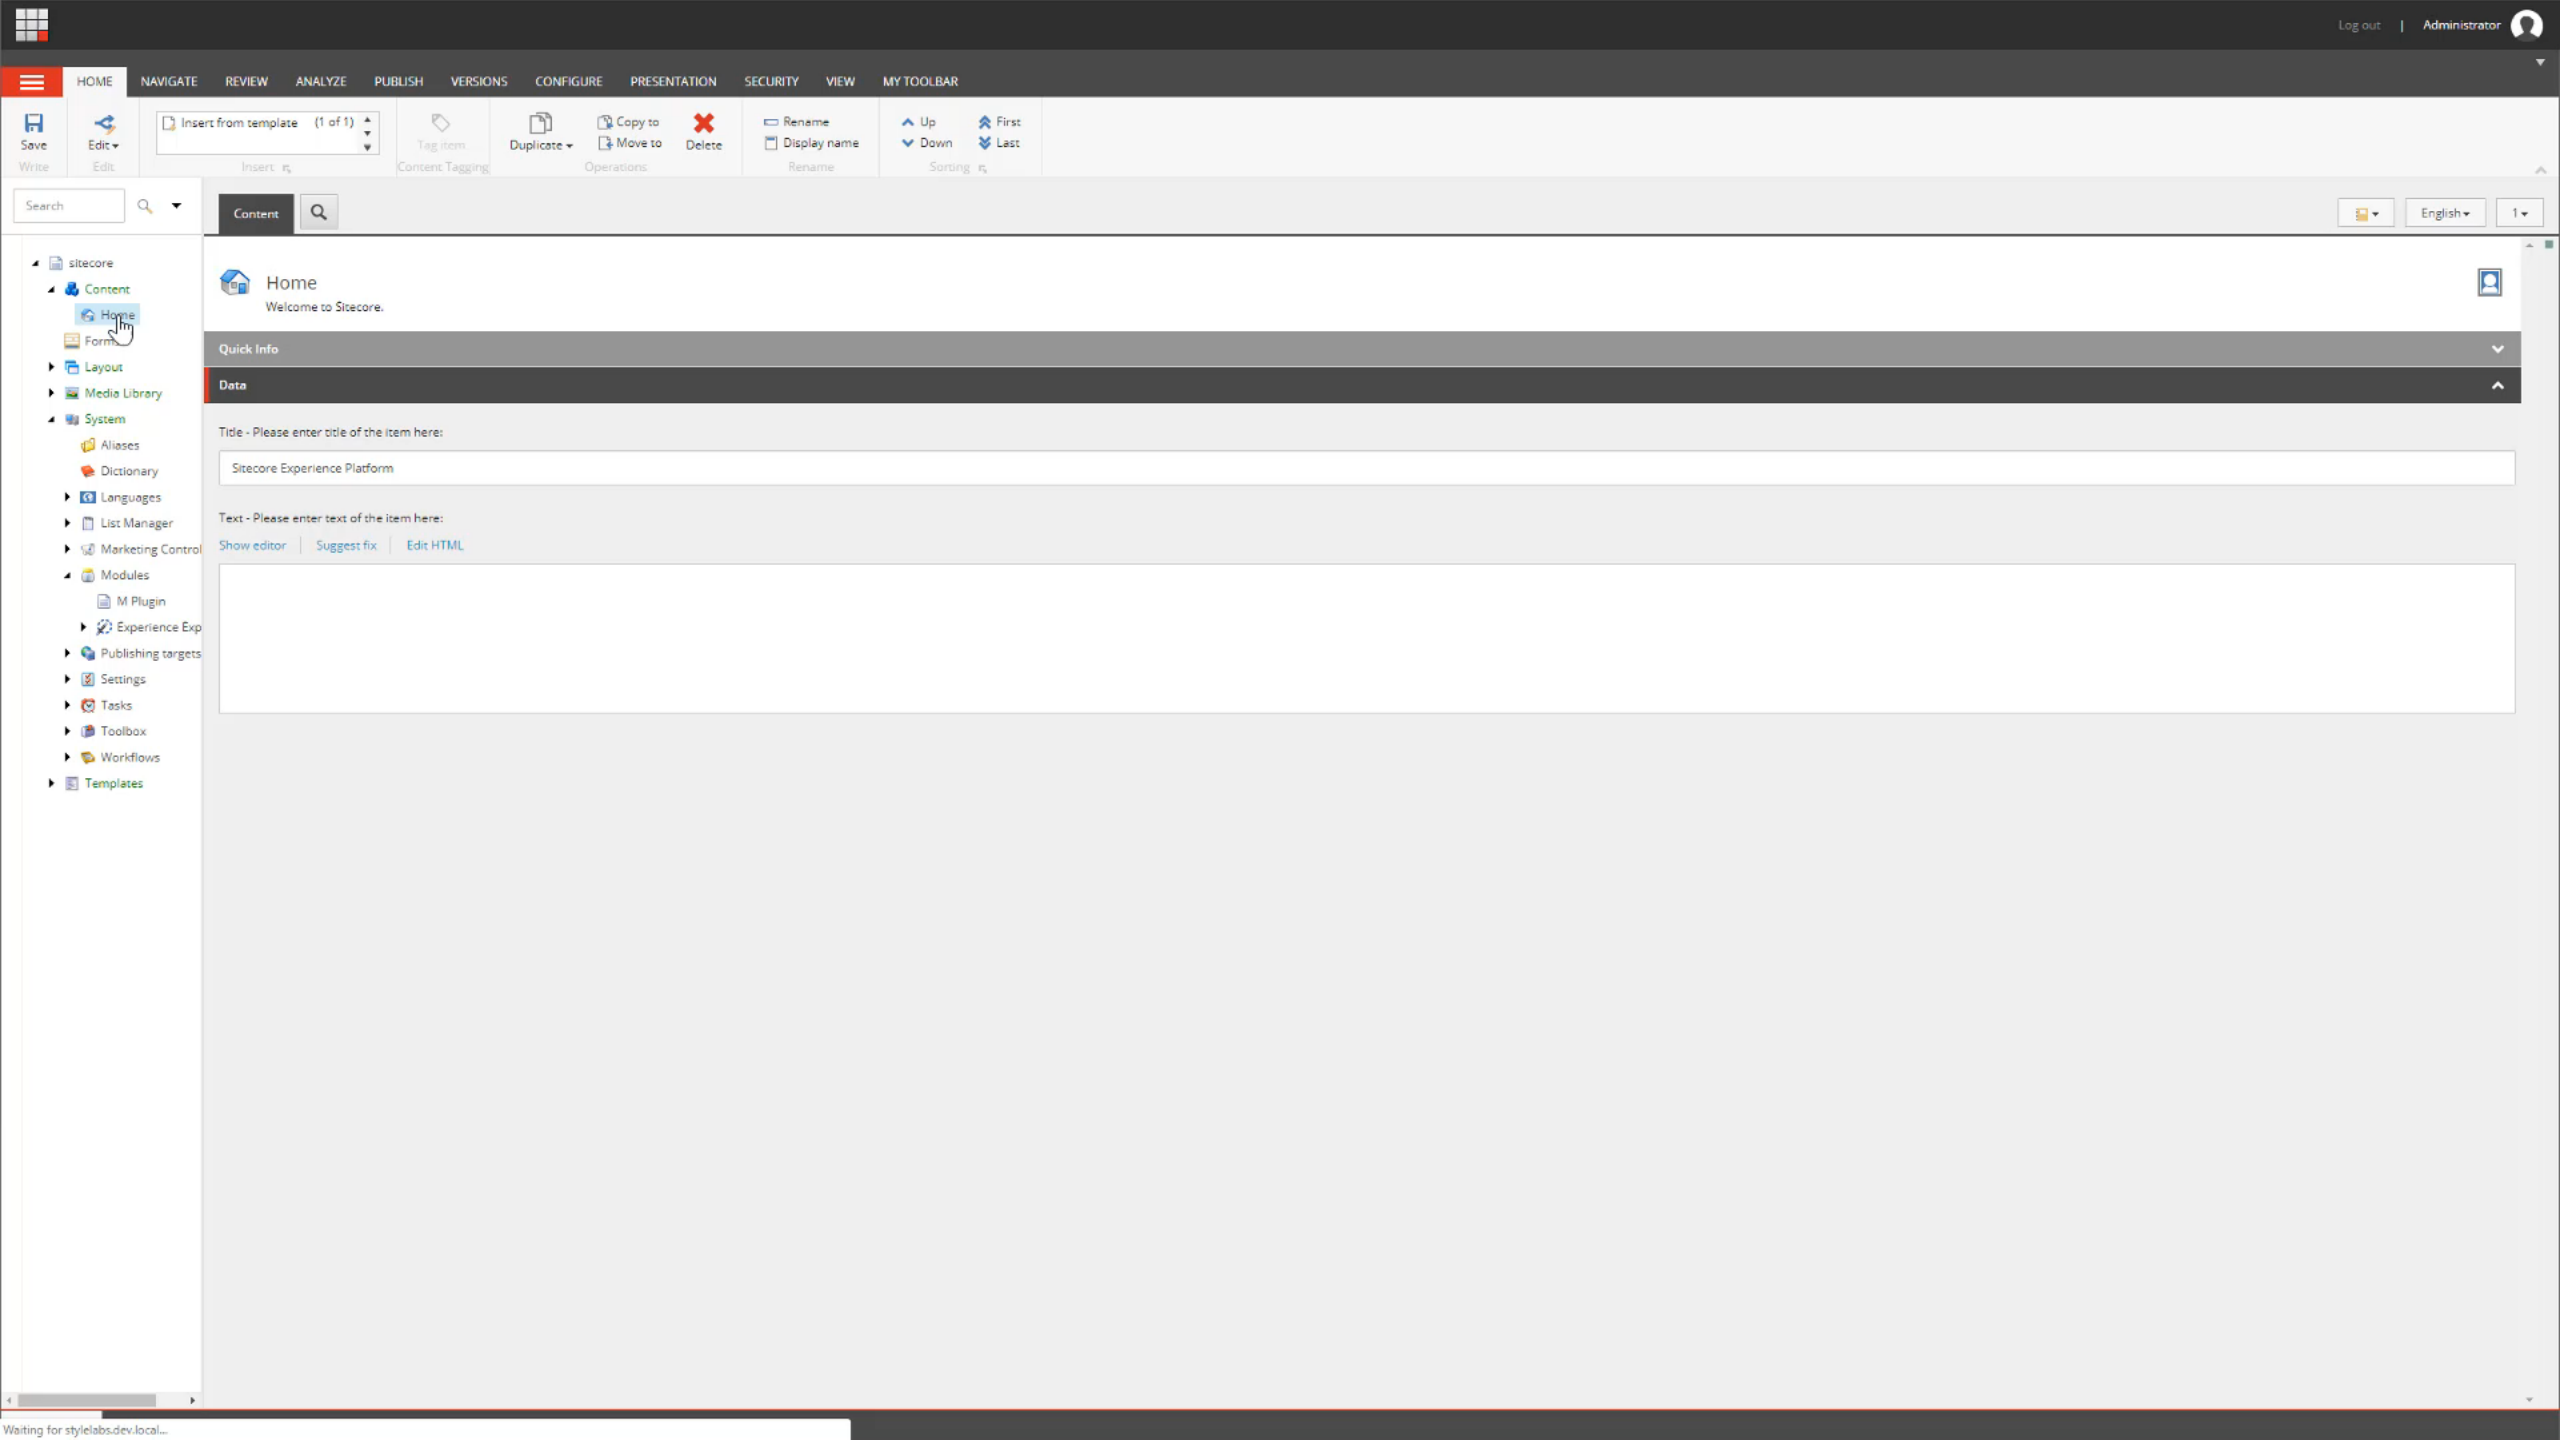 Log out | Administrator
HOME NAVIGATE REVIEW ANALYZE PUBLISH VERSIONS CONFIGURE PRESENTATION SECURITY VIEW MY TOOLBAR
Insert from template (1 of 1) Copy to Rename Up First
Save Edit Tag item Duplicate Move to Delete Display name Down Last
Write Edit Insert Content Tagging Operations Rename Sorting
Search Content English 1
sitecore
Content
Home
Layout
Media Library
System
Aliases
Dictionary
Languages
List Manager
Marketing Control
Modules
M Plugin
Experience Exp
Publishing targets
Settings
Tasks
Toolbox
Workflows
Templates
Home
Welcome to Sitecore.
Quick Info
Data
Title - Please enter title of the item here:
Sitecore Experience Platform
Text - Please enter text of the item here:
Show editor Suggest fix Edit HTML
Waiting for stylelabs.dev.local...